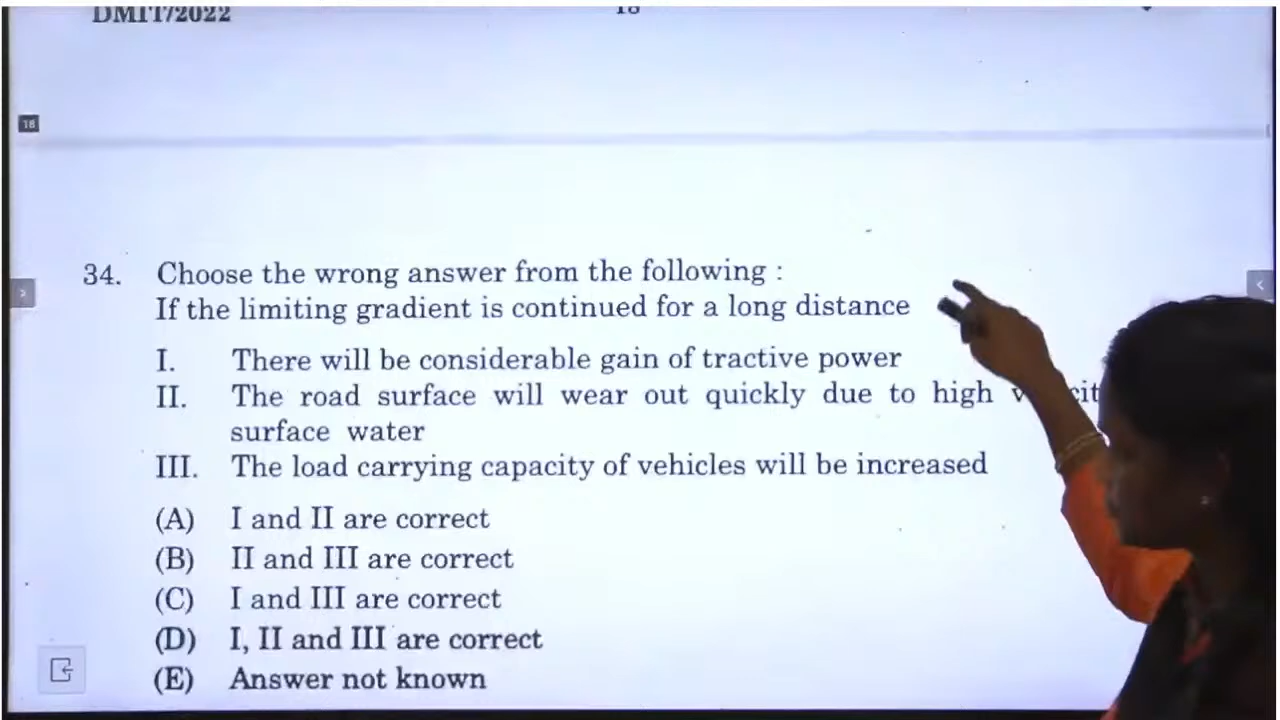 DMIT/2022 18
18
34. Choose the wrong answer from the following :
If the limiting gradient is continued for a long distance
I. There will be considerable gain of tractive power
II. The road surface will wear out quickly due to high
surface water
III. The load carrying capacity of vehicles will be increased
(A) I and II are correct
(B) II and III are correct
(C) I and III are correct
(D) I, II and III are correct
(E) Answer not known